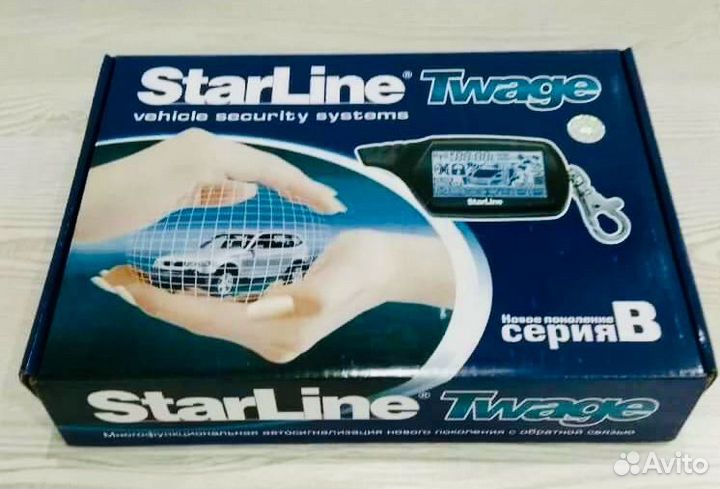 StarLine® Twage
vehicle security systems
StarLine
Новое поколение
серия B
StarLine® Twage
Многофункциональная автосигнализация нового поколения с обратной связью
Avito